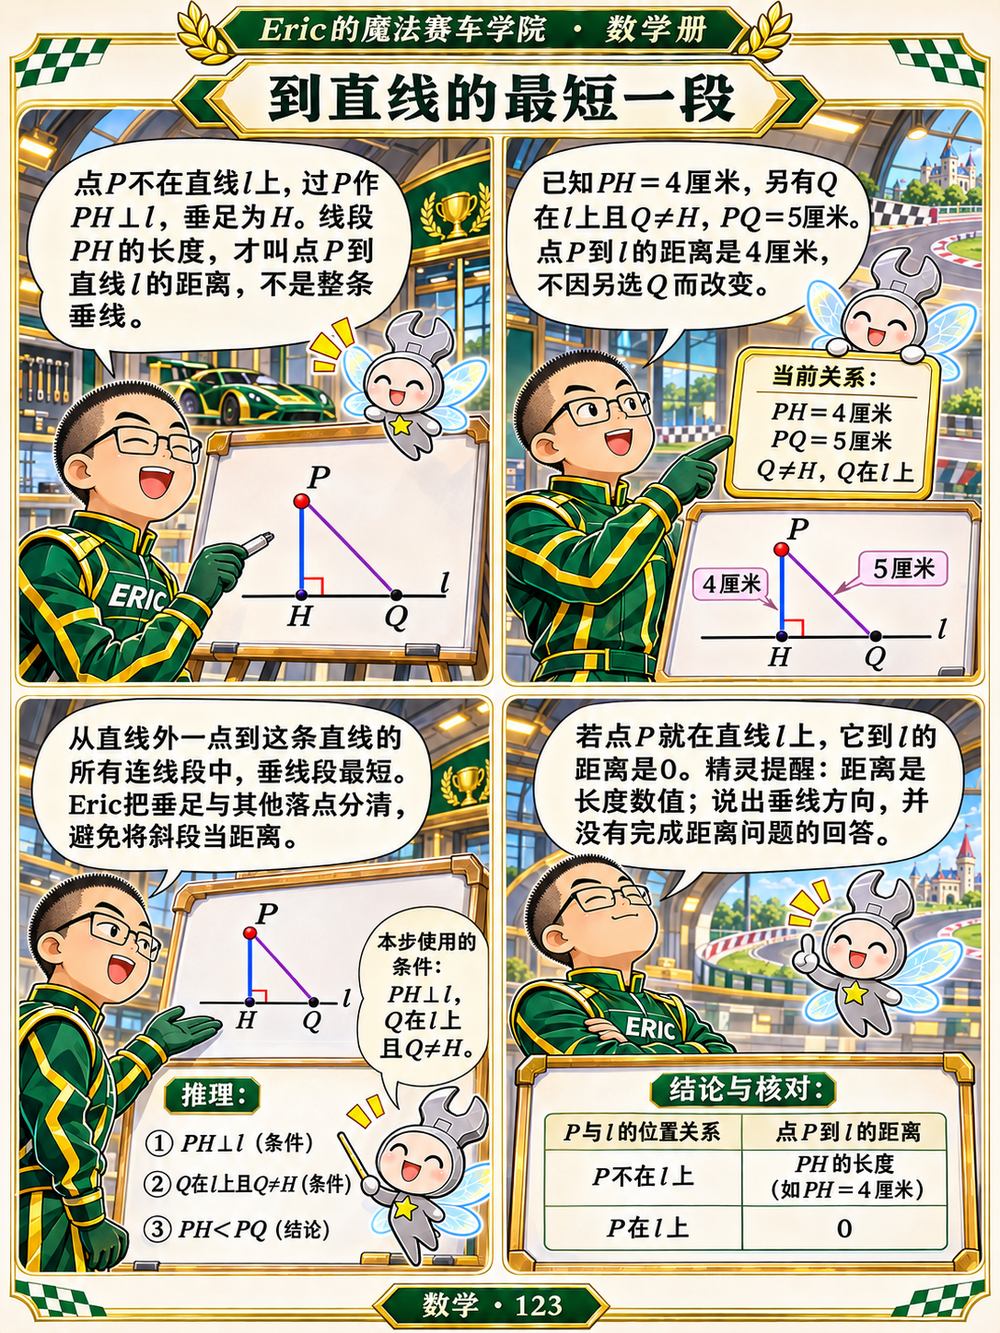 Eric的魔法赛车学院 · 数学册
到直线的最短一段
点P不在直线l上，过P作
PH⊥l，垂足为H。线段
PH的长度，才叫点P到
直线l的距离，不是整条
垂线。
P
H
Q
l
ERIC
已知PH=4厘米，另有Q
在l上且Q≠H，PQ=5厘米。
点P到l的距离是4厘米，
不因另选Q而改变。
当前关系：
PH=4厘米
PQ=5厘米
Q≠H，Q在l上
P
4厘米
5厘米
H
Q
l
从直线外一点到这条直线的
所有连线段中，垂线段最短。
Eric把垂足与其他落点分清，
避免将斜段当距离。
P
H
Q
l
本步使用的
条件：
PH⊥l，
Q在l上
且Q≠H。
推理：
① PH⊥l（条件）
② Q在l上且Q≠H（条件）
③ PH<PQ（结论）
若点P就在直线l上，它到l的
距离是0。精灵提醒：距离是
长度数值；说出垂线方向，并
没有完成距离问题的回答。
ERIC
结论与核对：
P与l的位置关系 点P到l的距离
P不在l上 PH的长度
（如PH=4厘米）
P在l上 0
数学 · 123